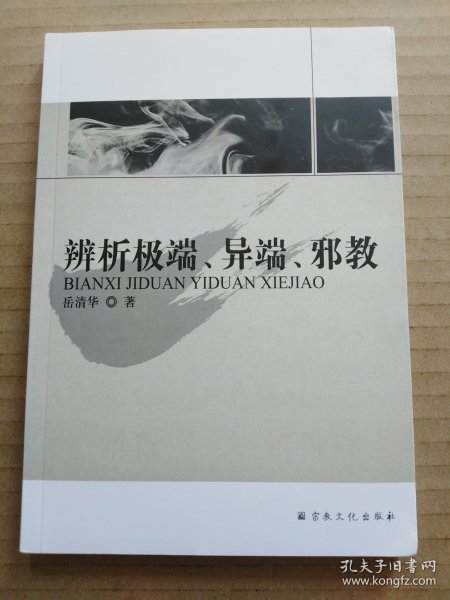 辨析极端、异端、邪教
BIANXI JIDUAN YIDUAN XIEJIAO
岳清华 ◎ 著
宗教文化出版社
孔夫子旧书网
www.kongfz.com